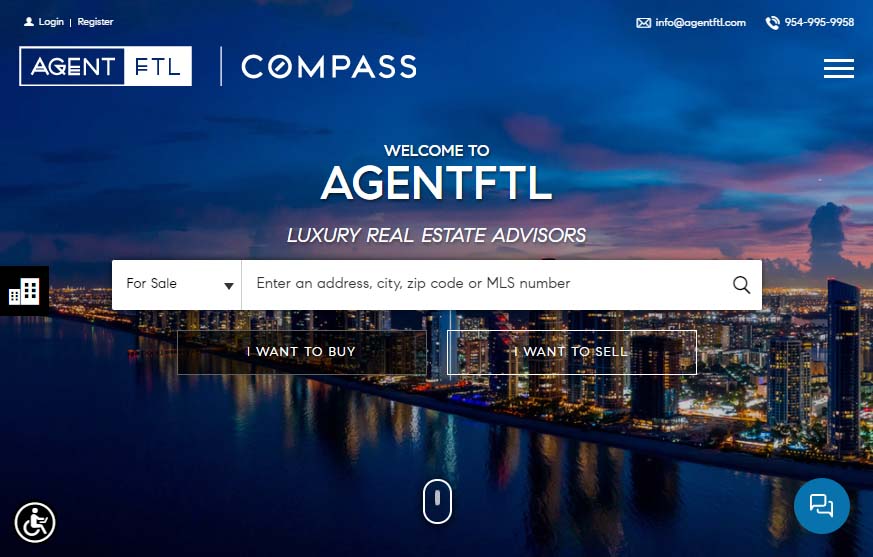 Login | Register
info@agentftl.com
954-995-9958
AGENT FTL | COMPASS
WELCOME TO
AGENTFTL
LUXURY REAL ESTATE ADVISORS
For Sale
Enter an address, city, zip code or MLS number
I WANT TO BUY
I WANT TO SELL